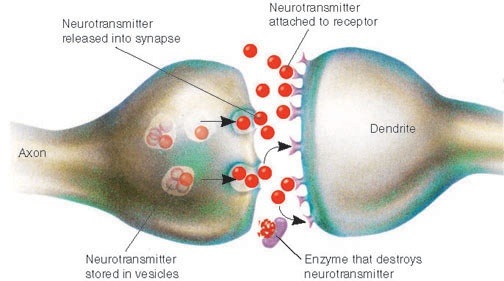 Neurotransmitter
released into synapse
Neurotransmitter
attached to receptor
Axon
Dendrite
Neurotransmitter
stored in vesicles
Enzyme that destroys
neurotransmitter